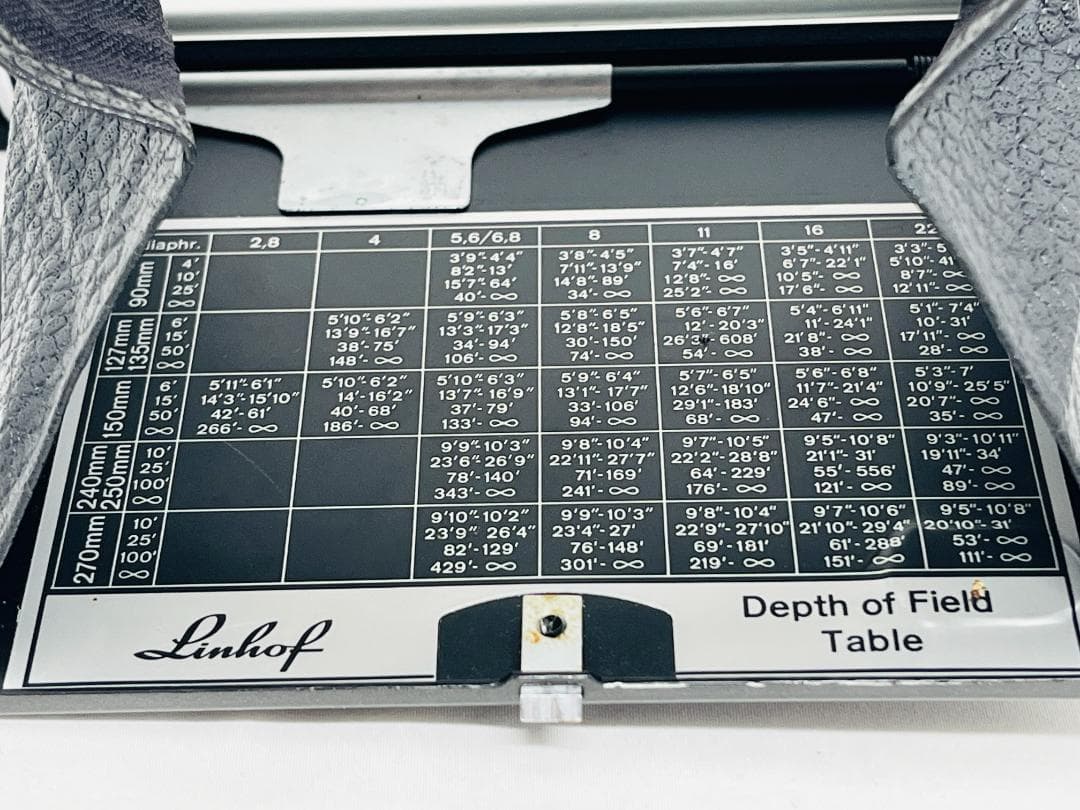 diaphr. 2,8 4 5,6/6,8 8 11 16 22
90mm 4' 3'9"-4'4" 3'8"-4'5" 3'7"-4'7" 3'5"-4'11" 3'3"-5
10' 8'2"-13' 7'11"-13'9" 7'4"-16' 6'7"-22'1" 5'10"-41
25' 15'7"-64' 14'8"-89' 12'8"-∞ 10'5"-∞ 8'7"-∞
∞ 40'-∞ 34'-∞ 25'2"-∞ 17'6"-∞ 12'11"-∞
127mm 135mm 6' 5'10"-6'2" 5'9"-6'3" 5'8"-6'5" 5'6"-6'7" 5'4"-6'11" 5'1"-7'4"
15' 13'9"-16'7" 13'3"-17'3" 12'8"-18'5" 12'-20'3" 11'-24'1" 10'-31'
50' 38'-75' 34'-94' 30'-150' 26'3"-608' 21'8"-∞ 17'11"-∞
∞ 148'-∞ 106'-∞ 74'-∞ 54'-∞ 38'-∞ 28'-∞
150mm 6' 5'11"-6'1" 5'10"-6'2" 5'10"-6'3" 5'9"-6'4" 5'7"-6'5" 5'6"-6'8" 5'3"-7'
15' 14'3"-15'10" 14'-16'2" 13'7"-16'9" 13'1"-17'7" 12'6"-18'10" 11'7"-21'4" 10'9"-25'5"
50' 42'-61' 40'-68' 37'-79' 33'-106' 29'1"-183' 24'6"-∞ 20'7"-∞
∞ 266'-∞ 186'-∞ 133'-∞ 94'-∞ 68'-∞ 47'-∞ 35'-∞
240mm 250mm 10' 9'9"-10'3" 9'8"-10'4" 9'7"-10'5" 9'5"-10'8" 9'3"-10'11"
25' 23'6"-26'9" 22'11"-27'7" 22'2"-28'8" 21'1"-31' 19'11"-34'
100' 78'-140' 71'-169' 64'-229' 55'-556' 47'-∞
∞ 343'-∞ 241'-∞ 176'-∞ 121'-∞ 89'-∞
270mm 10' 9'10"-10'2" 9'9"-10'3" 9'8"-10'4" 9'7"-10'6" 9'5"-10'8"
25' 23'9"-26'4" 23'4"-27' 22'9"-27'10" 21'10"-29'4" 20'10"-31'
100' 82'-129' 76'-148' 69'-181' 61'-288' 53'-∞
∞ 429'-∞ 301'-∞ 219'-∞ 151'-∞ 111'-∞
Linhof
Depth of Field
Table